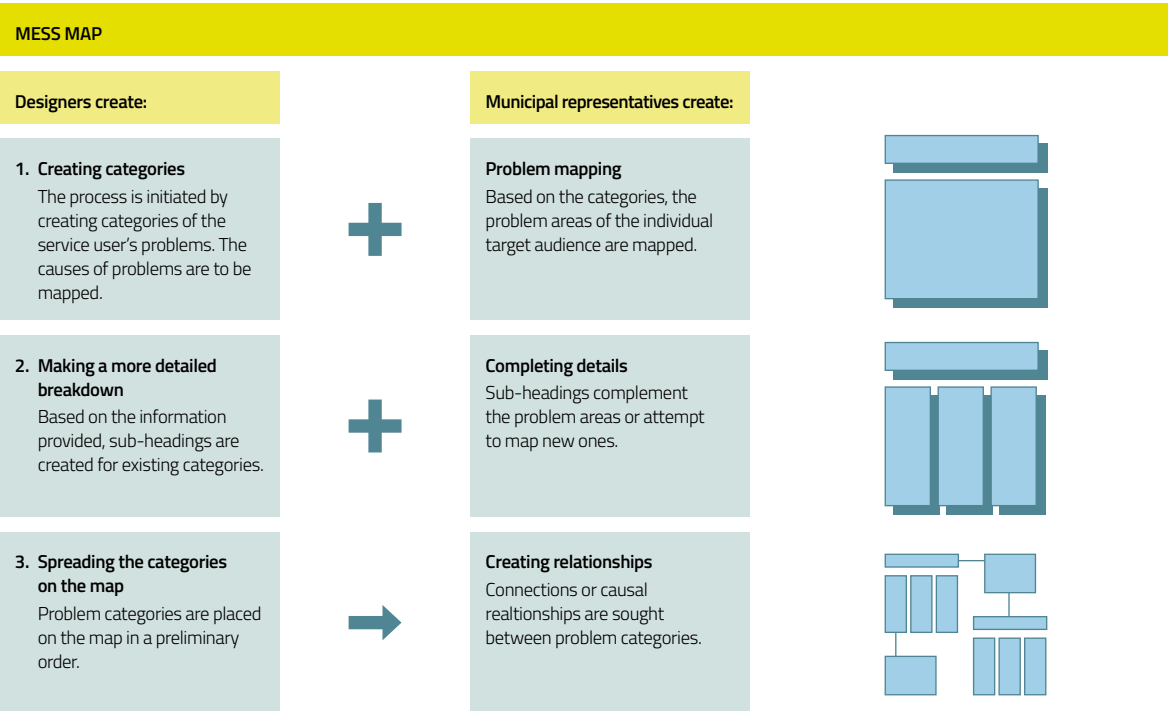 MESS MAP
Designers create:
Municipal representatives create:
1. Creating categories
The process is initiated by
creating categories of the
service user's problems. The
causes of problems are to be
mapped.
Problem mapping
Based on the categories, the
problem areas of the individual
target audience are mapped.
2. Making a more detailed
breakdown
Based on the information
provided, sub-headings are
created for existing categories.
Completing details
Sub-headings complement
the problem areas or attempt
to map new ones.
3. Spreading the categories
on the map
Problem categories are placed
on the map in a preliminary
order.
Creating relationships
Connections or causal
realtionships are sought
between problem categories.